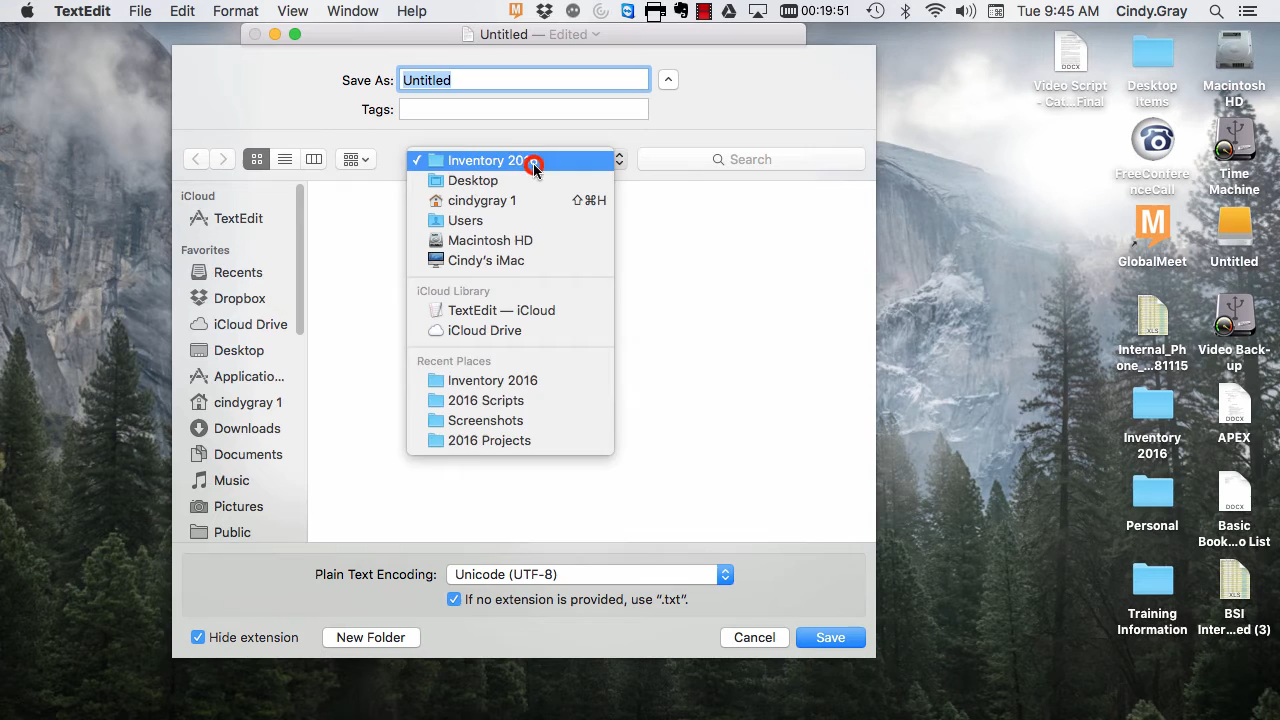 TextEdit File Edit Format View Window Help 00:19:51 Tue 9:45 AM Cindy.Gray
Untitled — Edited
Save As: Untitled
Tags:
Search
Inventory 20
Desktop
cindygray 1 ⇧⌘H
Users
Macintosh HD
Cindy's iMac
iCloud Library
TextEdit — iCloud
iCloud Drive
Recent Places
Inventory 2016
2016 Scripts
Screenshots
2016 Projects
iCloud
TextEdit
Favorites
Recents
Dropbox
iCloud Drive
Desktop
Applicatio...
cindygray 1
Downloads
Documents
Music
Pictures
Public
Plain Text Encoding: Unicode (UTF-8)
If no extension is provided, use “.txt”.
Hide extension New Folder Cancel Save
Video Script
- Cat...Final
Desktop
Items
Macintosh
HD
FreeConfere
nceCall
Time
Machine
GlobalMeet
Untitled
Internal_Ph
one_...81115
Video Back-
up
Inventory
2016
APEX
Personal
Basic
Book...o List
Training
Information
BSI
Inter...ed (3)